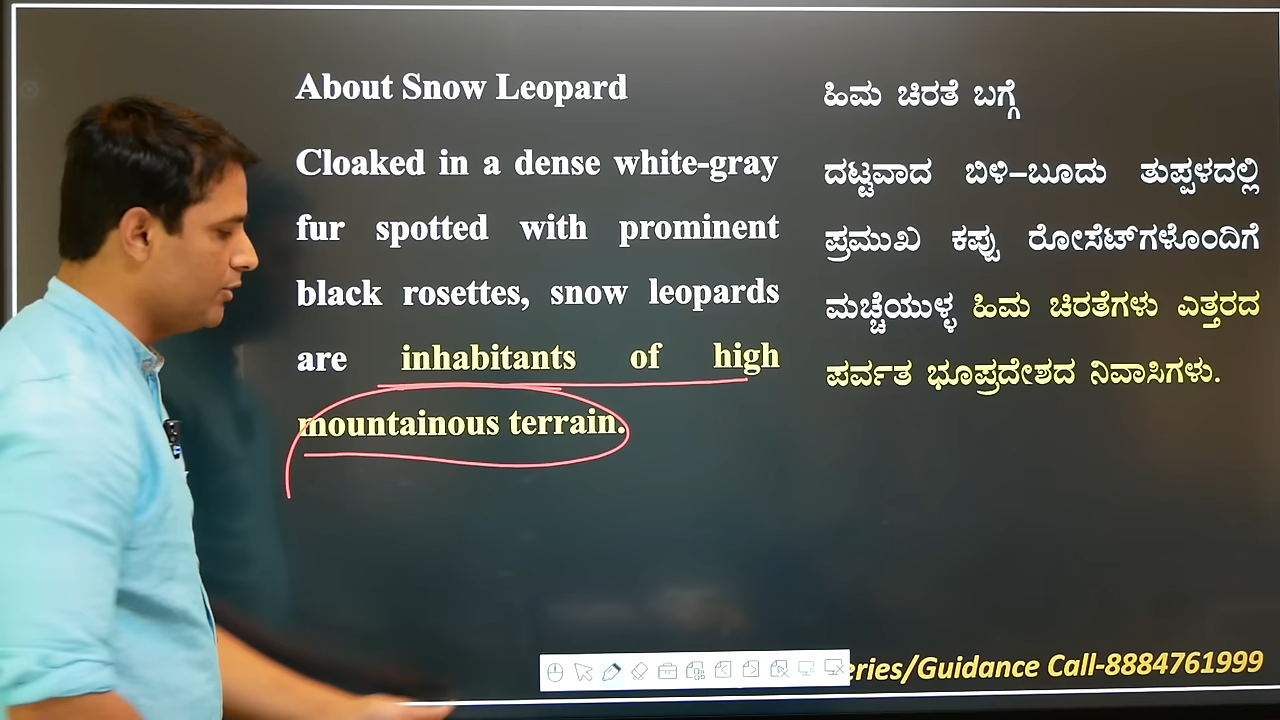 About Snow Leopard
Cloaked in a dense white-gray
fur spotted with prominent
black rosettes, snow leopards
are inhabitants of high
mountainous terrain.
ಹಿಮ ಚಿರತೆ ಬಗ್ಗೆ
ದಟ್ಟವಾದ ಬಿಳಿ-ಬೂದು ತುಪ್ಪಳದಲ್ಲಿ
ಪ್ರಮುಖ ಕಪ್ಪು ರೋಸೆಟ್‌ಗಳೊಂದಿಗೆ
ಮಚ್ಚೆಯುಳ್ಳ ಹಿಮ ಚಿರತೆಗಳು ಎತ್ತರದ
ಪರ್ವತ ಭೂಪ್ರದೇಶದ ನಿವಾಸಿಗಳು.
eries/Guidance Call-8884761999